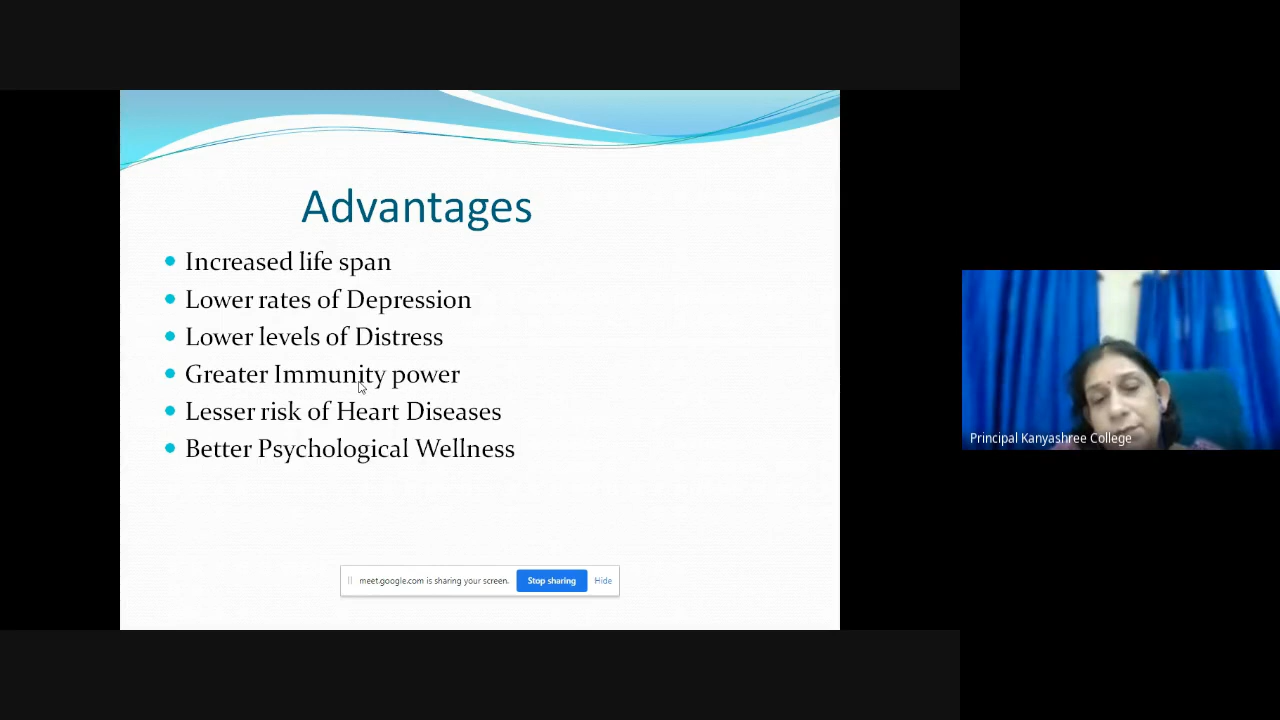 Advantages
Increased life span
Lower rates of Depression
Lower levels of Distress
Greater Immunity power
Lesser risk of Heart Diseases
Better Psychological Wellness
meet.google.com is sharing your screen. Stop sharing Hide
Principal Kanyashree College